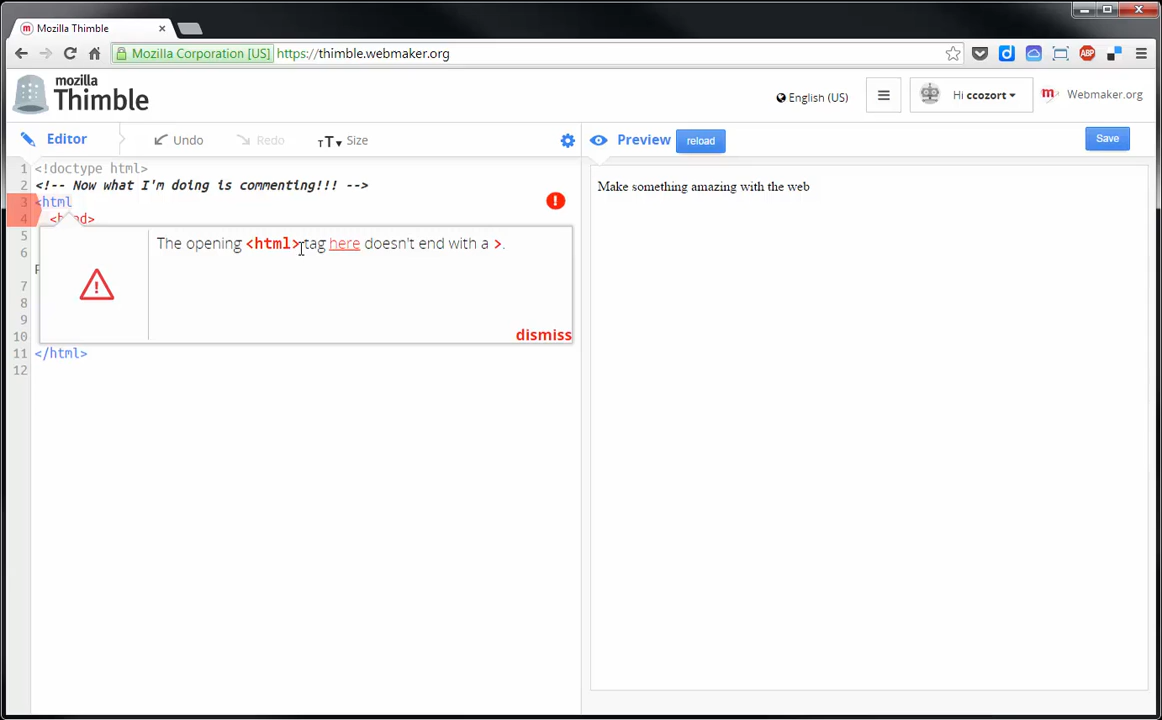 Mozilla Thimble
Mozilla Corporation [US] https://thimble.webmaker.org
ABP
mozilla
Thimble
English (US)
Hi ccozort
m Webmaker.org
Editor
Undo
Redo
TT Size
Preview
reload
Save
1 <!doctype html>
2 <!-- Now what I'm doing is commenting!!! -->
3 <html
4
5
6
7
8
9
10
11 </html>
12
The opening <html> tag here doesn't end with a >.
dismiss
Make something amazing with the web